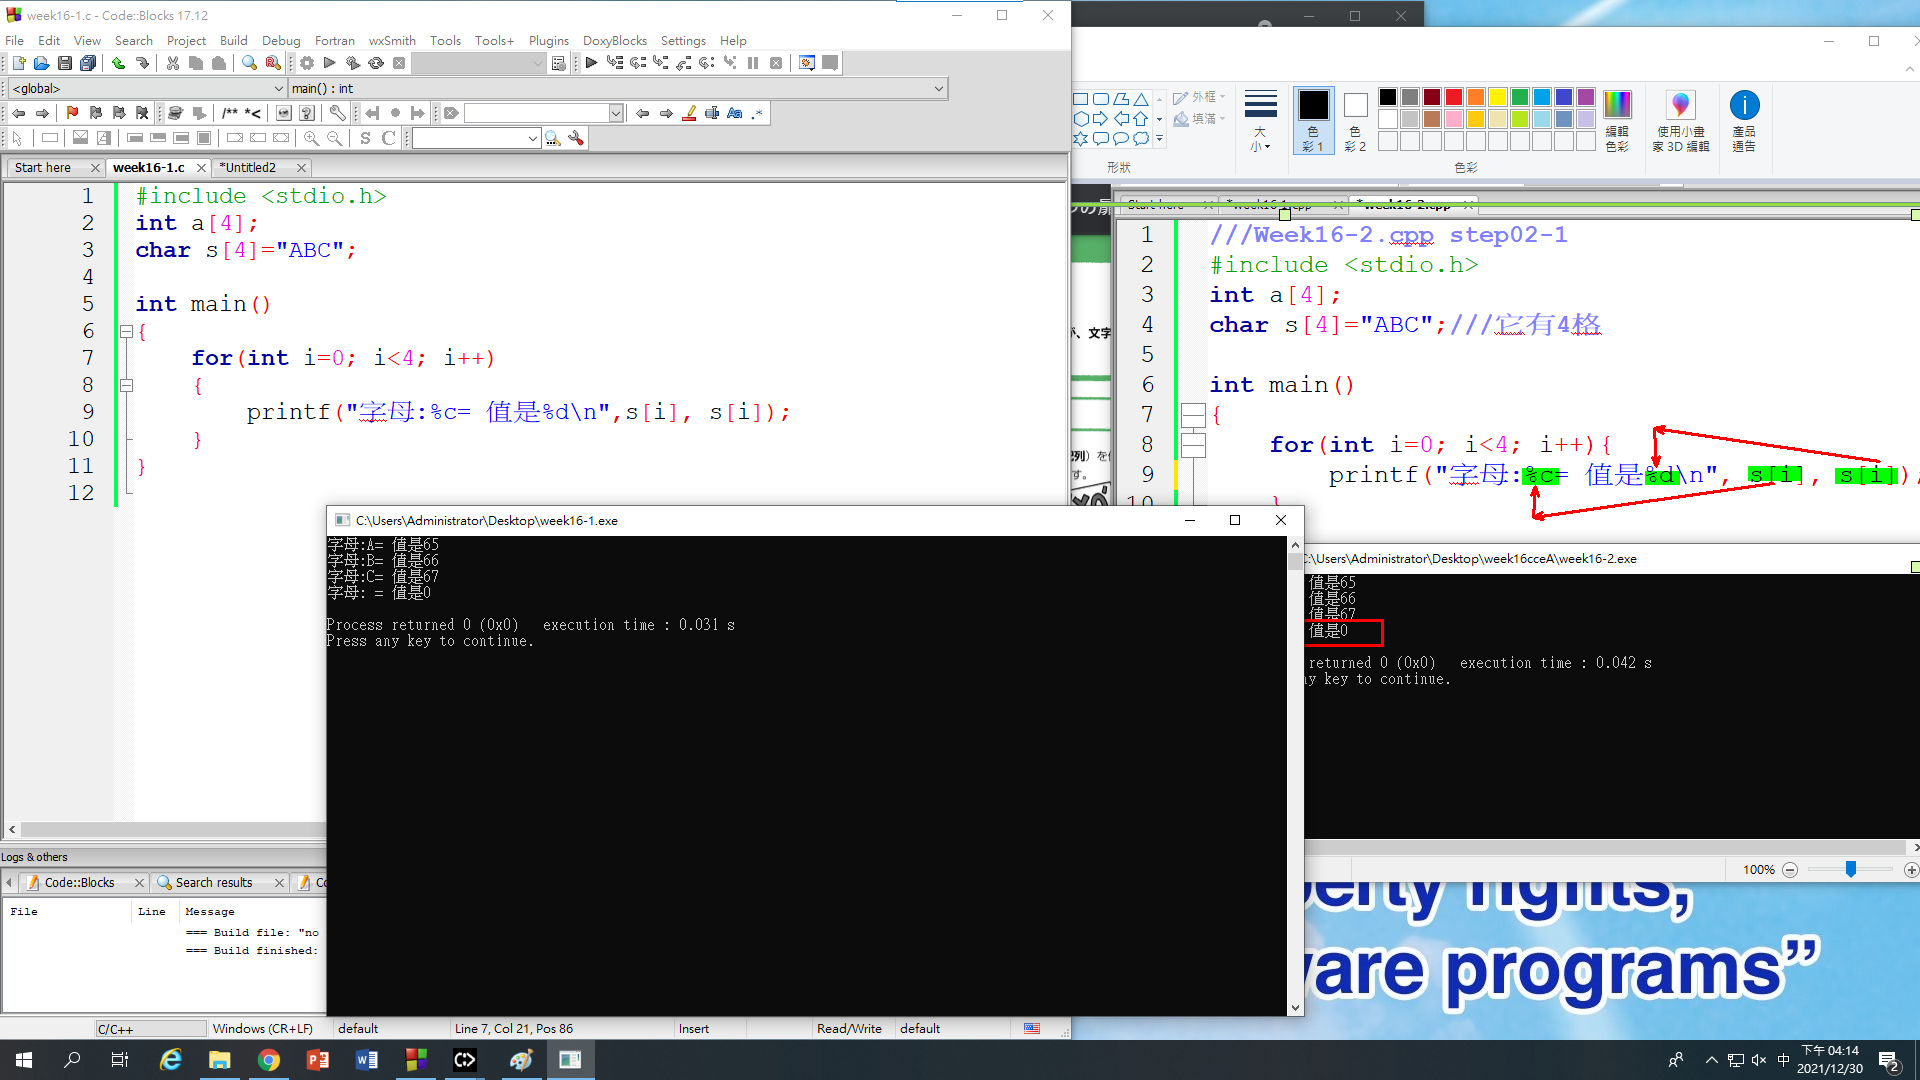 week16-1.c - Code::Blocks 17.12
File Edit View Search Project Build Debug Fortran wxSmith Tools Tools+ Plugins DoxyBlocks Settings Help
<global>
main() : int
/** *<
S C
Start here
week16-1.c
*Untitled2
1 #include <stdio.h>
2 int a[4];
3 char s[4]="ABC";
4
5 int main()
6 {
7 for(int i=0; i<4; i++)
8 {
9 printf("字母:%c= 值是%d\n",s[i], s[i]);
10 }
11 }
12
外框
填滿
形狀
大小
色彩 1
色彩 2
編輯色彩
色彩
使用小畫家 3D 編輯
產品通告
Start here
*week16-1.cpp
*week16-2.cpp
1 ///Week16-2.cpp step02-1
2 #include <stdio.h>
3 int a[4];
4 char s[4]="ABC";///它有4格
5
6 int main()
7 {
8 for(int i=0; i<4; i++){
9 printf("字母:%c= 值是%d\n", s[i], s[i]);
10 }
C:\Users\Administrator\Desktop\week16-1.exe
字母:A= 值是65
字母:B= 值是66
字母:C= 值是67
字母: = 值是0
Process returned 0 (0x0) execution time : 0.031 s
Press any key to continue.
:\Users\Administrator\Desktop\week16cceA\week16-2.exe
值是65
值是66
值是67
值是0
returned 0 (0x0) execution time : 0.042 s
y key to continue.
100%
Logs & others
Code::Blocks
Search results
File Line Message
=== Build file: "no
=== Build finished:
C/C++
Windows (CR+LF)
default
Line 7, Col 21, Pos 86
Insert
Read/Write
default
perty rights,
ware programs”
中
下午 04:14
2021/12/30
2